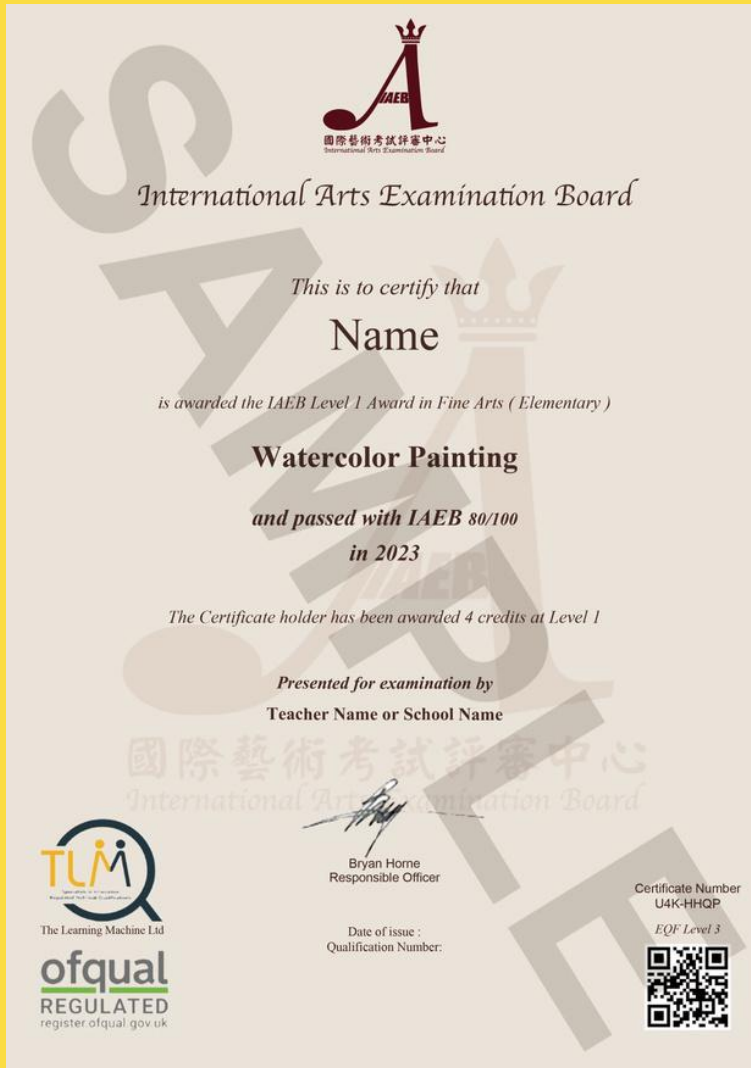 IAEB
國際藝術考試評審中心
International Arts Examination Board
International Arts Examination Board
This is to certify that
Name
is awarded the IAEB Level 1 Award in Fine Arts ( Elementary )
Watercolor Painting
and passed with IAEB 80/100
in 2023
IAEB
The Certificate holder has been awarded 4 credits at Level 1
Presented for examination by
Teacher Name or School Name
國際藝術考試評審中心
International Arts Examination Board
SAMPLE
Bryan Horne
Responsible Officer
Date of issue :
Qualification Number:
TLM
The Learning Machine Ltd
ofqual
REGULATED
register.ofqual.gov.uk
Certificate Number
U4K-HHQP
EQF Level 3